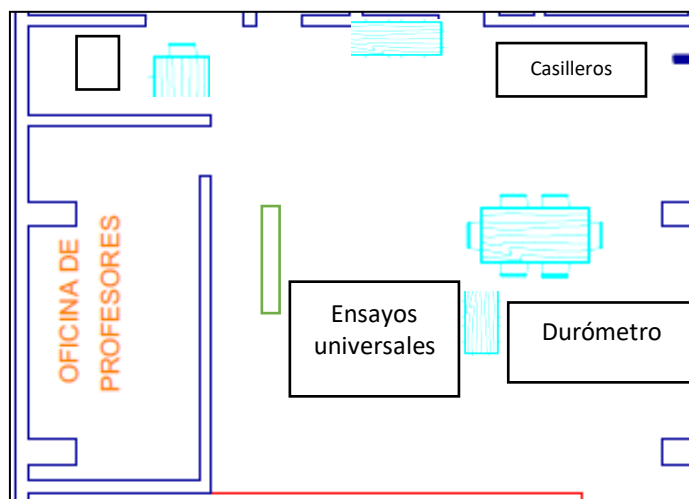 Casilleros
OFICINA DE
PROFESORES
Ensayos
universales
Durómetro